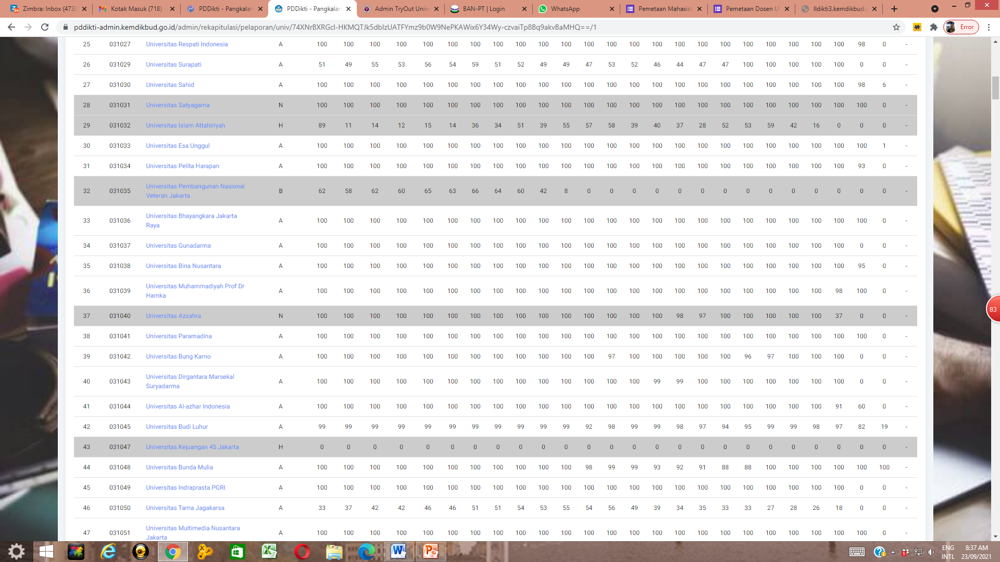 Zimbra: Inbox (4730
Kotak Masuk (718) -
PDDikti - Pangkalan
PDDikti - Pangkalan
Admin TryOut Unive
BAN-PT | Login
WhatsApp
Pemetaan Mahasisw
Pemetaan Dosen U
lldikti3.kemdikbud.g
pddikti-admin.kemdikbud.go.id/admin/rekapitulasi/pelaporan/univ/
Error
25 031027 Universitas Respati Indonesia A 100 100 100 100 100 100 100 100 100 100 100 100 100 100 100 100 100 100 100 100 100 100 100 98 0 -
26 031029 Universitas Surapati A 51 49 55 53 56 54 59 51 52 49 49 47 53 52 46 44 47 47 100 100 100 100 100 0 0 -
27 031030 Universitas Sahid A 100 100 100 100 100 100 100 100 100 100 100 100 100 100 100 100 100 100 100 100 100 100 100 98 6 -
28 031031 Universitas Satyagama N 100 100 100 100 100 100 100 100 100 100 100 100 100 100 100 100 100 100 100 100 100 100 100 100 0 -
29 031032 Universitas Islam Attahiriyah H 89 11 14 12 15 14 36 34 51 39 55 57 58 39 40 37 28 52 53 59 42 16 0 0 0 -
30 031033 Universitas Esa Unggul A 100 100 100 100 100 100 100 100 100 100 100 100 100 100 100 100 100 100 100 100 100 100 100 100 1 -
31 031034 Universitas Pelita Harapan A 100 100 100 100 100 100 100 100 100 100 100 100 100 100 100 100 100 100 100 100 100 100 100 93 0 -
32 031035 Universitas Pembangunan Nasional
Veteran Jakarta B 62 58 62 60 65 63 66 64 60 42 8 0 0 0 0 0 0 0 0 0 0 0 0 0 0 -
33 031036 Universitas Bhayangkara Jakarta
Raya A 100 100 100 100 100 100 100 100 100 100 100 100 100 100 100 100 100 100 100 100 100 100 100 100 0 -
34 031037 Universitas Gunadarma A 100 100 100 100 100 100 100 100 100 100 100 100 100 100 100 100 100 100 100 100 100 100 100 0 0 -
35 031038 Universitas Bina Nusantara A 100 100 100 100 100 100 100 100 100 100 100 100 100 100 100 100 100 100 100 100 100 100 100 95 0 -
36 031039 Universitas Muhammadiyah Prof Dr
Hamka A 100 100 100 100 100 100 100 100 100 100 100 100 100 100 100 100 100 100 100 100 100 100 98 100 0 -
37 031040 Universitas Azzahra N 100 100 100 100 100 100 100 100 100 100 100 100 100 100 100 98 97 100 100 100 100 100 37 0 0 -
38 031041 Universitas Paramadina A 100 100 100 100 100 100 100 100 100 100 100 100 100 100 100 100 100 100 100 100 100 100 100 100 0 -
39 031042 Universitas Bung Karno A 100 100 100 100 100 100 100 100 100 100 100 100 97 100 100 100 100 100 96 97 100 100 100 0 0 -
40 031043 Universitas Dirgantara Marsekal
Suryadarma A 100 100 100 100 100 100 100 100 100 100 100 100 100 100 99 99 100 100 100 100 100 100 100 0 0 -
41 031044 Universitas Al-azhar Indonesia A 100 100 100 100 100 100 100 100 100 100 100 100 100 100 100 100 100 100 100 100 100 100 91 60 0 -
42 031045 Universitas Budi Luhur A 99 99 99 99 99 99 99 99 99 99 99 92 98 99 99 98 97 94 95 99 99 98 97 82 19 -
43 031047 Universitas Kejuangan 45 Jakarta H 0 0 0 0 0 0 0 0 0 0 0 0 0 0 0 0 0 0 0 0 0 0 0 0 0 -
44 031048 Universitas Bunda Mulia A 100 100 100 100 100 100 100 100 100 100 100 98 99 99 93 92 91 88 88 100 100 100 100 100 100 -
45 031049 Universitas Indraprasta PGRI A 100 100 100 100 100 100 100 100 100 100 100 100 100 100 100 100 100 100 100 100 100 100 100 0 0 -
46 031050 Universitas Tama Jagakarsa A 33 37 42 42 46 46 51 51 54 53 55 54 56 49 39 34 35 33 33 27 28 26 18 0 0 -
47 031051 Universitas Multimedia Nusantara
Jakarta A 100 100 100 100 100 100 100 100 100 100 100 100 100 100 100 100 100 100 100 100 100 100 100 100 0 -
83
ENG 8:37 AM
INTL 23/09/2021